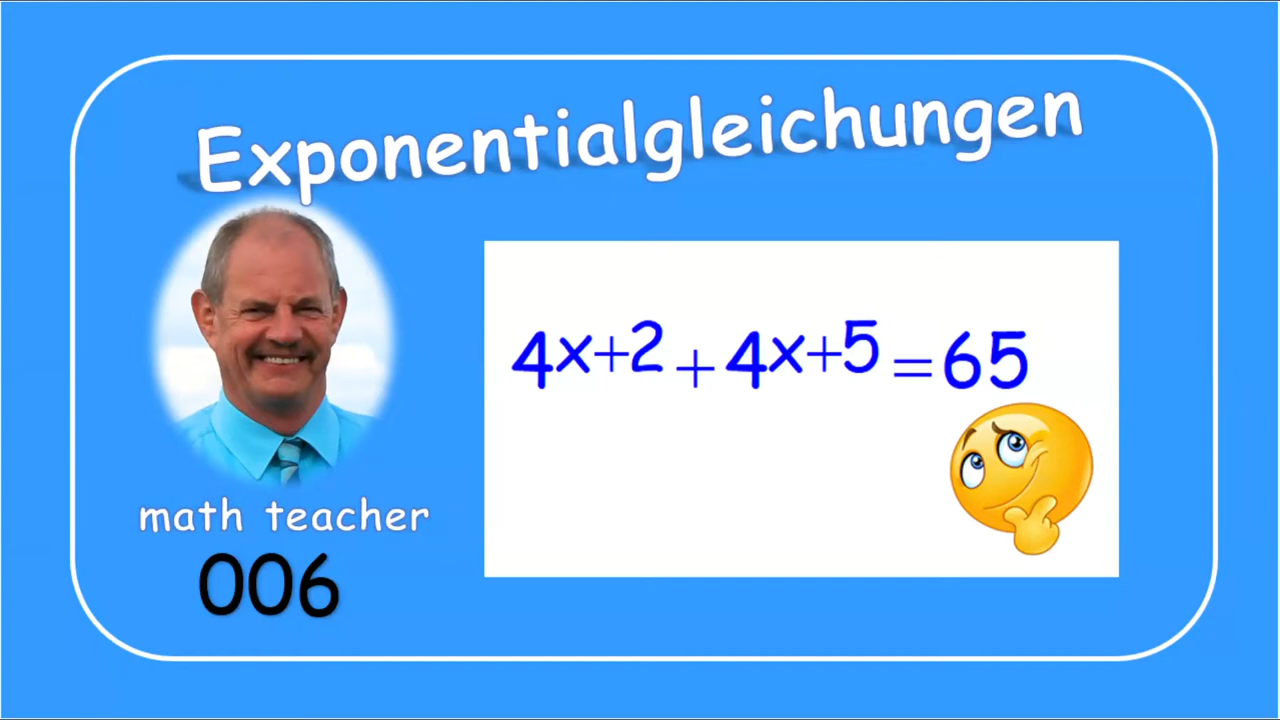 Exponentialgleichungen
4x+2 + 4x+5 = 65
math teacher
006